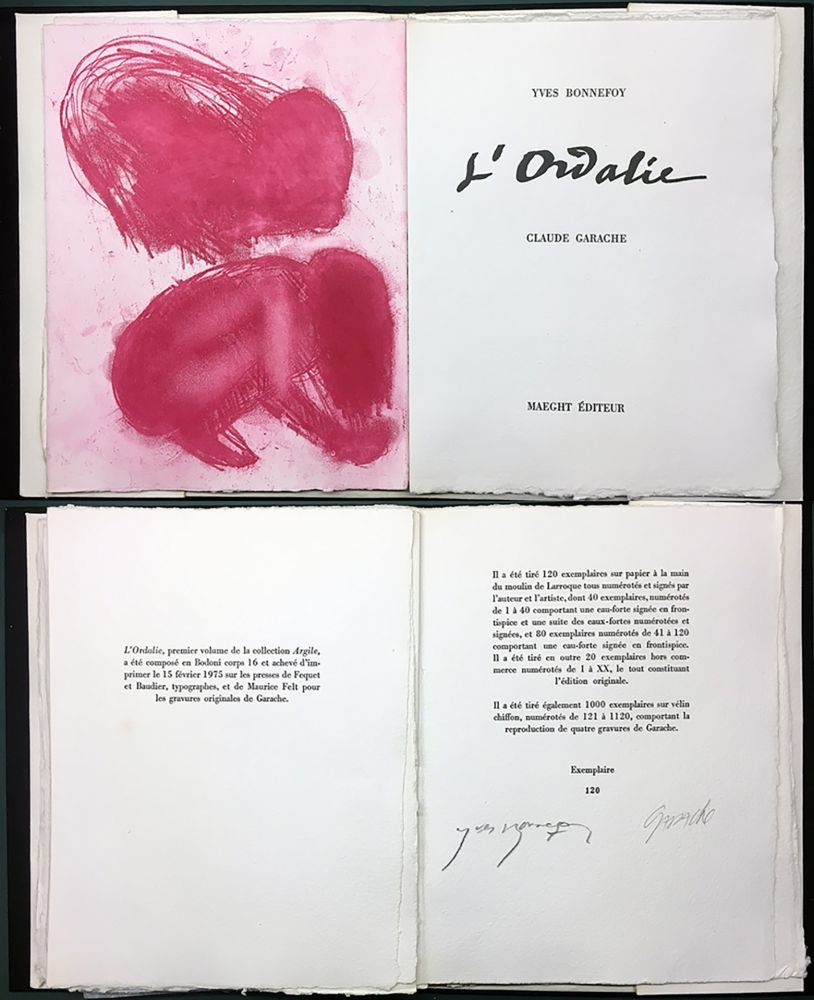 YVES BONNEFOY
L'Ordalie
CLAUDE GARACHE
MAEGHT ÉDITEUR
L'Ordalie, premier volume de la collection Argile,
a été composé en Bodoni corps 16 et achevé d'im-
primer le 15 février 1975 sur les presses de Fequet
et Baudier, typographes, et de Maurice Felt pour
les gravures originales de Garache.
Il a été tiré 120 exemplaires sur papier à la main
du moulin de Larroque tous numérotés et signés par
l'auteur et l'artiste, dont 40 exemplaires, numérotés
de 1 à 40 comportant une eau-forte signée en fron-
tispice et une suite des eaux-fortes numérotées et
signées, et 80 exemplaires numérotés de 41 à 120
comportant une eau-forte signée en frontispice.
Il a été tiré en outre 20 exemplaires hors com-
merce numérotés de I à XX, le tout constituant
l'édition originale.
Il a été tiré également 1000 exemplaires sur vélin
chiffon, numérotés de 121 à 1120, comportant la
reproduction de quatre gravures de Garache.
Exemplaire
120
Yves Bonnefoy
GARACHE